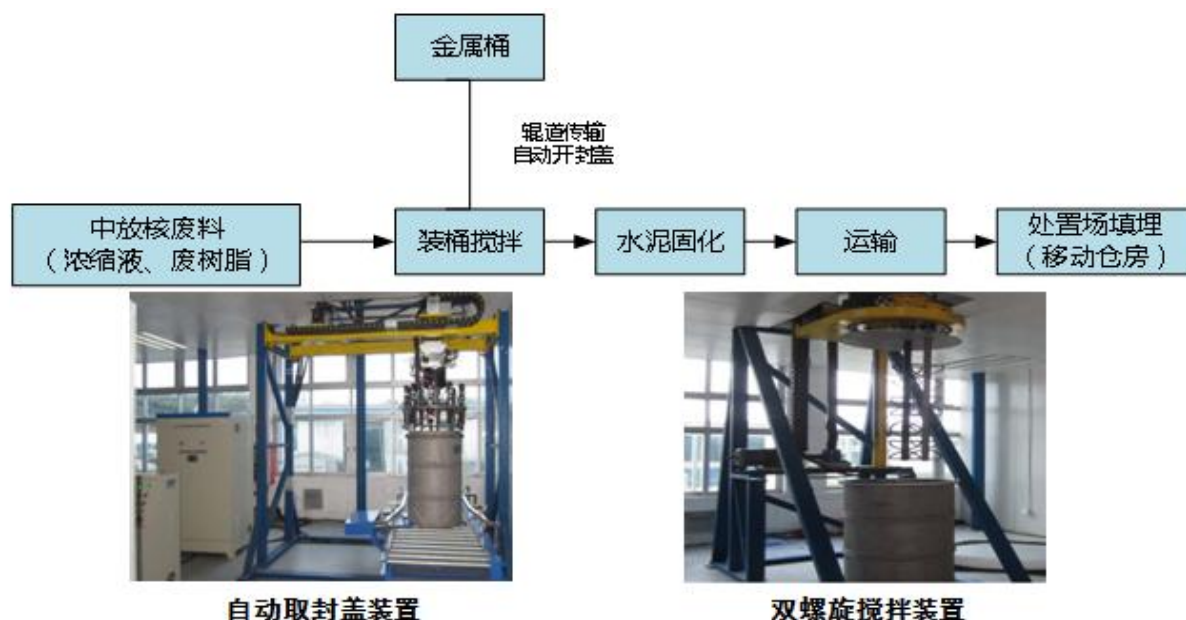 金属桶
辊道传输
自动开封盖
中放核废料
（浓缩液、废树脂）
装桶搅拌
水泥固化
运输
处置场填埋
（移动仓房）
自动取封盖装置
双螺旋搅拌装置